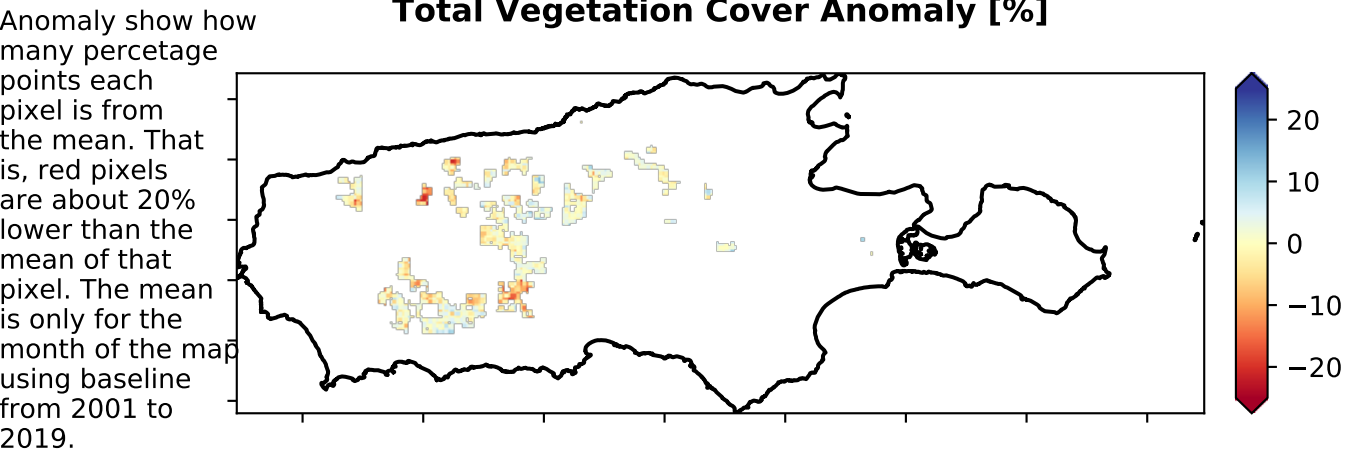 Total Vegetation Cover Anomaly [%]
Anomaly show how
many percetage
points each
pixel is from
the mean. That
is, red pixels
are about 20%
lower than the
mean of that
pixel. The mean
is only for the
month of the map
using baseline
from 2001 to
2019.
20
10
0
−10
−20